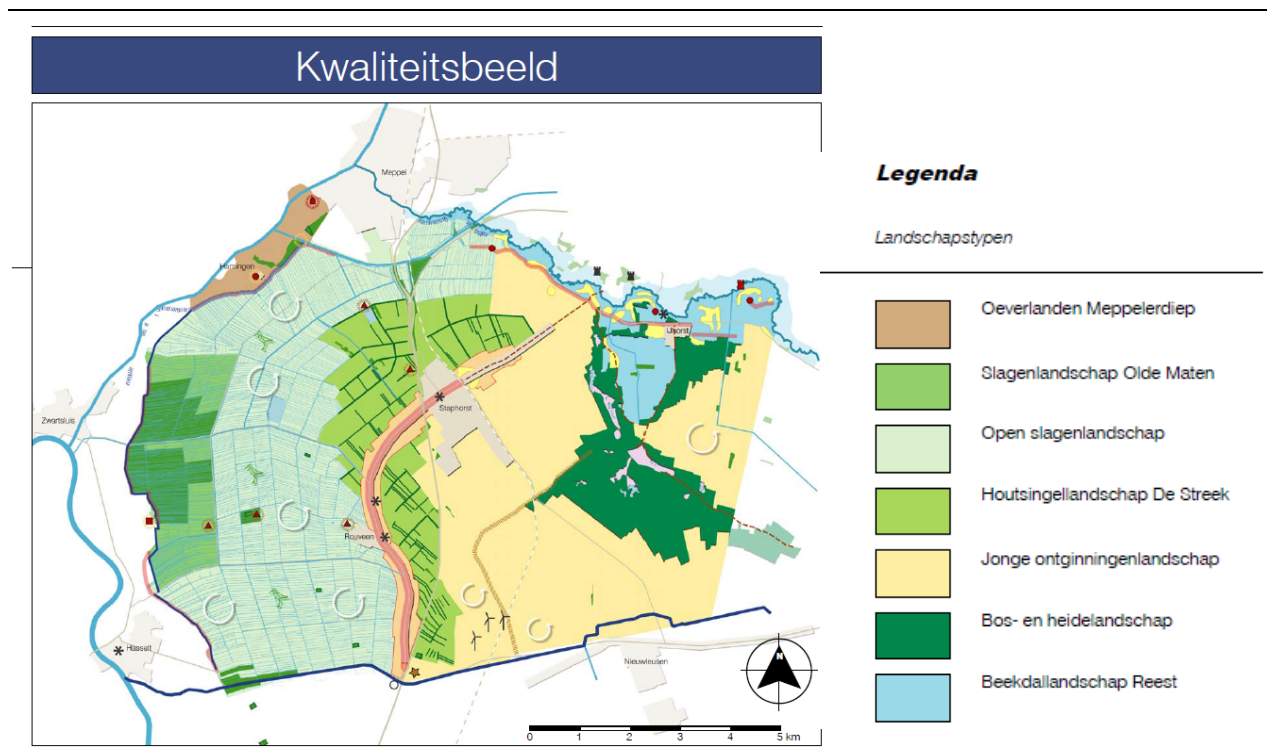 Kwaliteitsbeeld
Meppel
Hamingen
IJhorst
Staphorst
Zwartsluis
Rouveen
Hasselt
Nieuwleusen
N
0 1 2 3 4 5 km
Legenda
Landschapstypen
Oeverlanden Meppelerdiep
Slagenlandschap Olde Maten
Open slagenlandschap
Houtsingellandschap De Streek
Jonge ontginningenlandschap
Bos- en heidelandschap
Beekdallandschap Reest